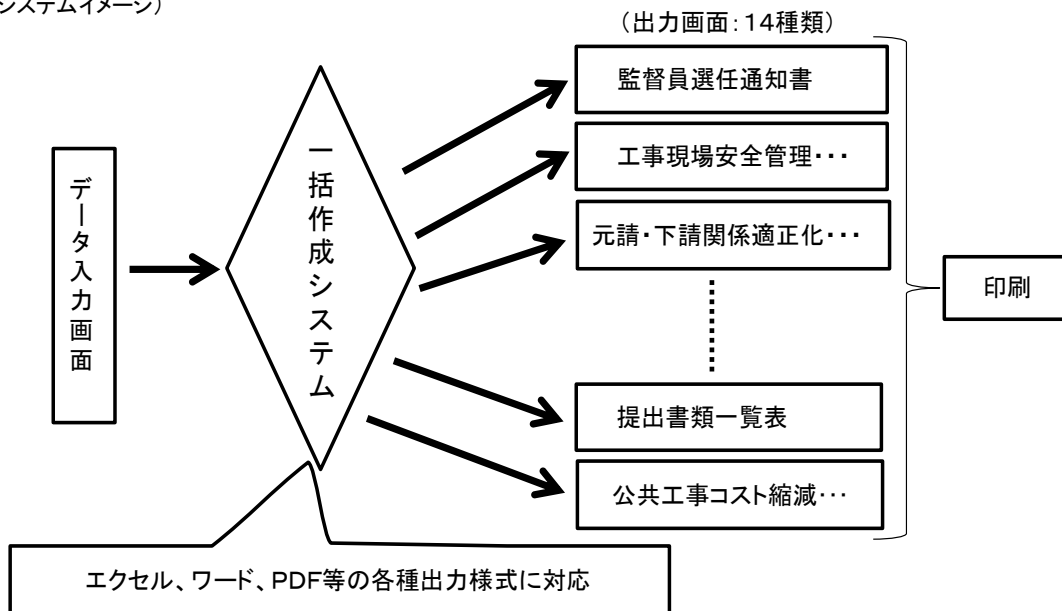 システムイメージ)
(出力画面:14種類)
監督員選任通知書
工事現場安全管理・・・
元請・下請関係適正化・・・
データ入力画面
一括作成システム
印刷
提出書類一覧表
公共工事コスト縮減・・・
エクセル、ワード、PDF等の各種出力様式に対応